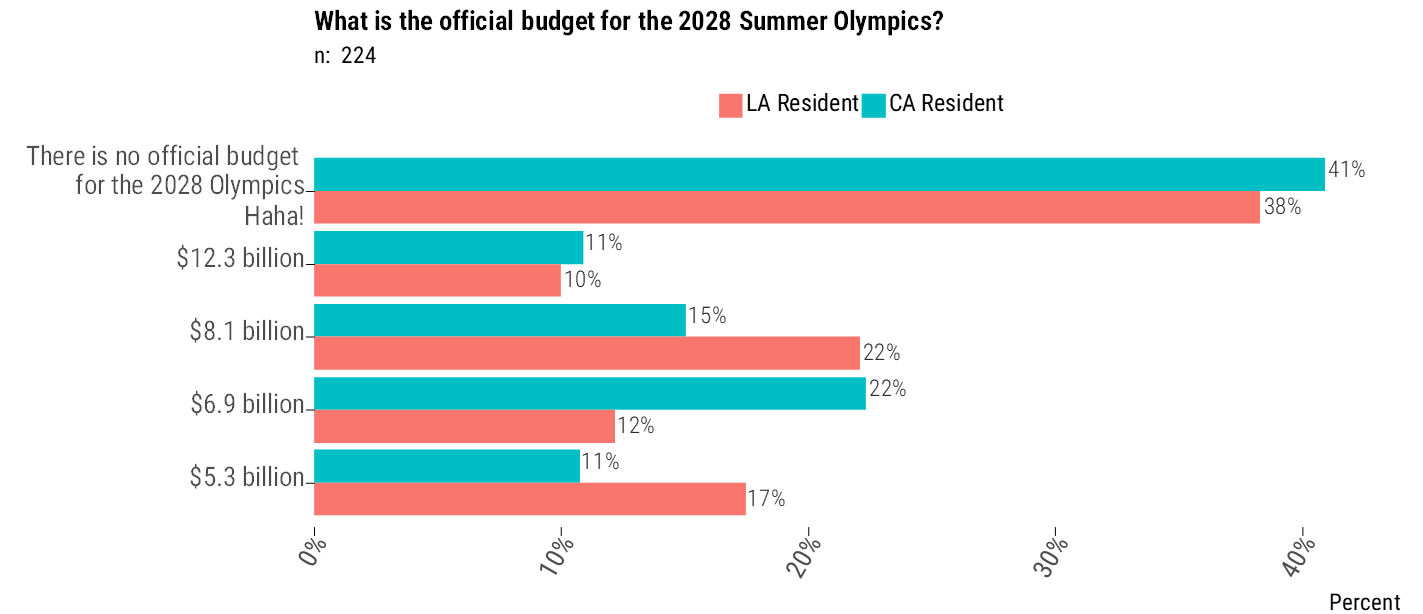 What is the official budget for the 2028 Summer Olympics?
n: 224
LA Resident CA Resident
There is no official budget
for the 2028 Olympics
Haha!
41%
38%
$12.3 billion
11%
10%
$8.1 billion
15%
22%
$6.9 billion
22%
12%
$5.3 billion
11%
17%
0% 10% 20% 30% 40%
Percent